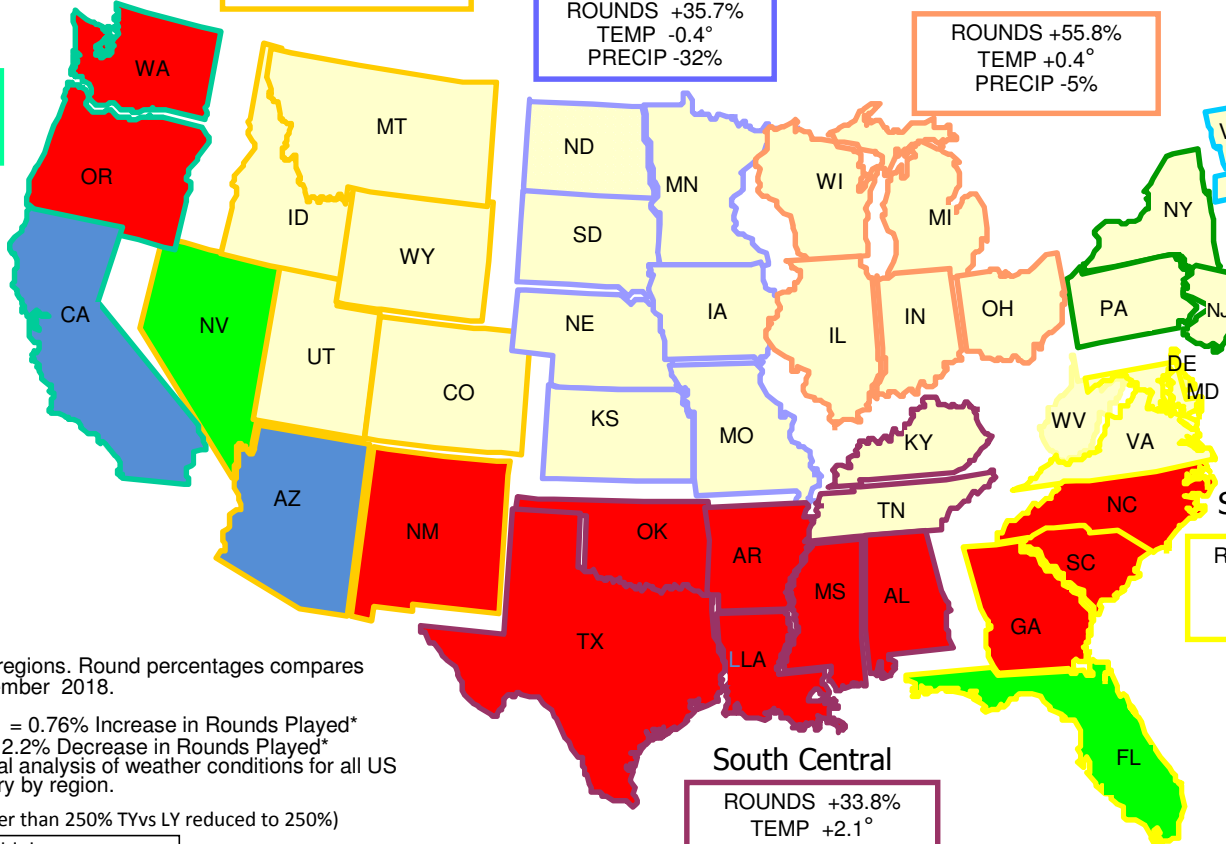 ROUNDS +35.7%
TEMP -0.4°
PRECIP -32%
ROUNDS +55.8%
TEMP +0.4°
PRECIP -5%
WA
MT
ND
MN
WI
MI
NY
OR
ID
SD
WY
CA
NV
UT
CO
NE
IA
IL
IN
OH
PA
NJ
DE
MD
KS
MO
KY
WV
VA
AZ
NM
OK
AR
TN
NC
SC
MS
AL
GA
TX
LLA
FL
regions. Round percentages compares
ember 2018.
= 0.76% Increase in Rounds Played*
2.2% Decrease in Rounds Played*
al analysis of weather conditions for all US
ry by region.
er than 250% TYvs LY reduced to 250%)
South Central
ROUNDS +33.8%
TEMP +2.1°